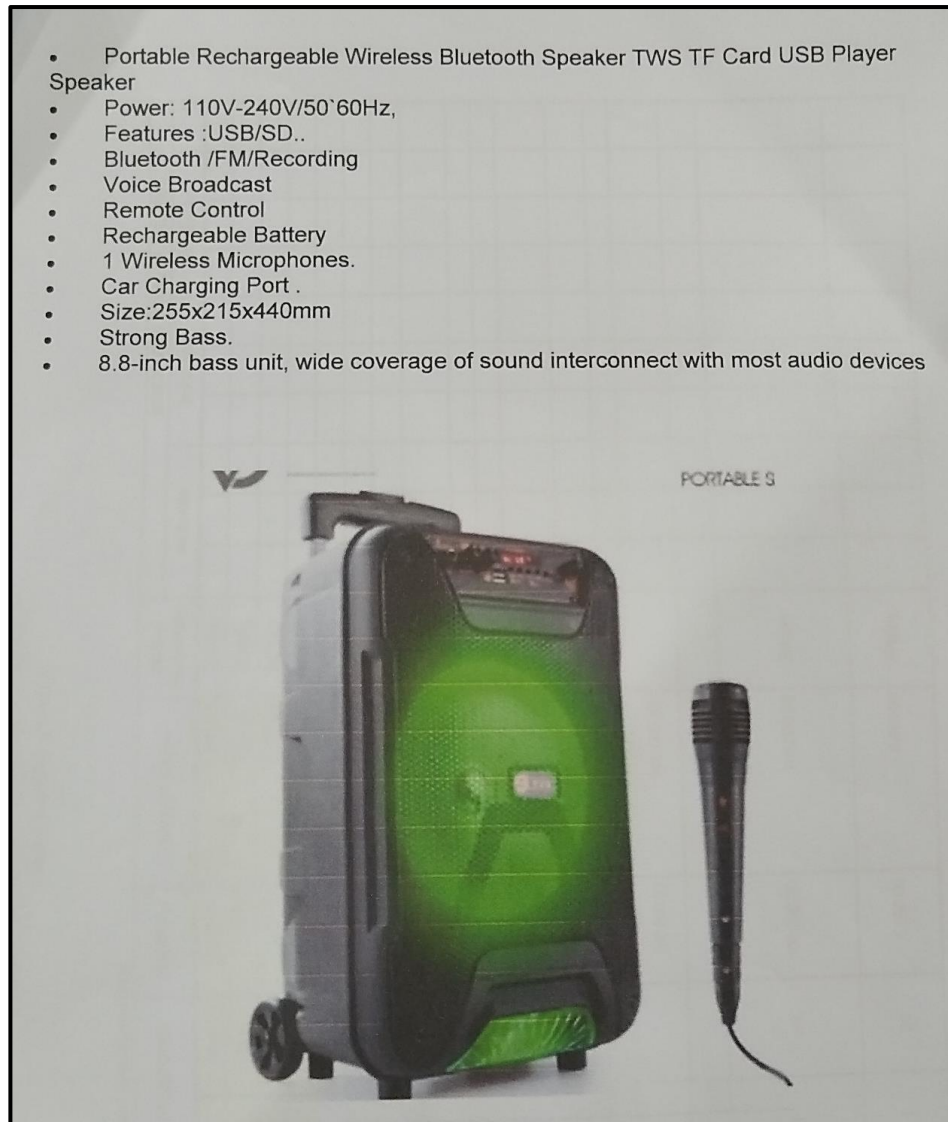 • Portable Rechargeable Wireless Bluetooth Speaker TWS TF Card USB Player
Speaker
• Power: 110V-240V/50`60Hz,
• Features :USB/SD..
• Bluetooth /FM/Recording
• Voice Broadcast
• Remote Control
• Rechargeable Battery
• 1 Wireless Microphones.
• Car Charging Port .
• Size:255x215x440mm
• Strong Bass.
• 8.8-inch bass unit, wide coverage of sound interconnect with most audio devices
PORTABLE S